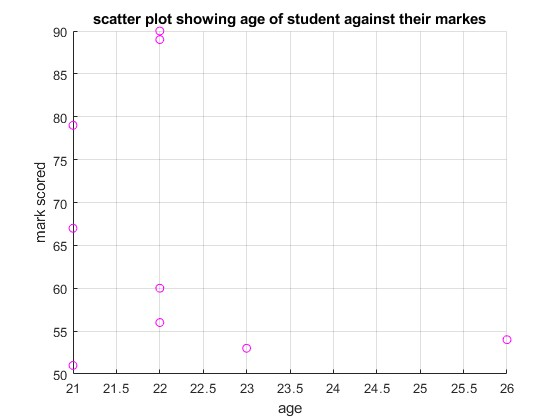 scatter plot showing age of student against their markes
90
85
80
75
70
65
60
55
50
mark scored
21 21.5 22 22.5 23 23.5 24 24.5 25 25.5 26
age